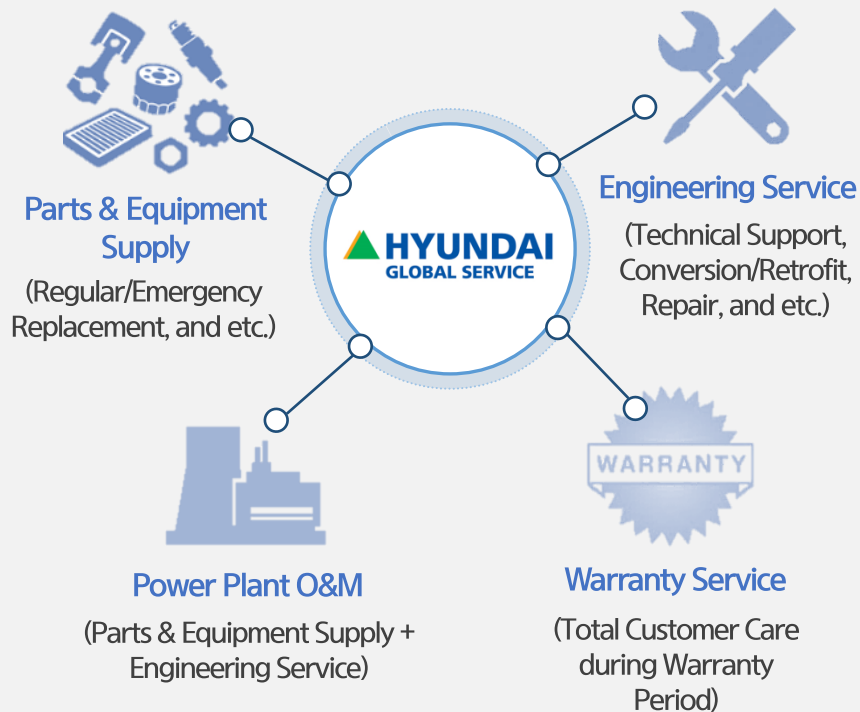 Parts & Equipment
Supply
(Regular/Emergency
Replacement, and etc.)
HYUNDAI
GLOBAL SERVICE
Engineering Service
(Technical Support,
Conversion/Retrofit,
Repair, and etc.)
Power Plant O&M
(Parts & Equipment Supply +
Engineering Service)
WARRANTY
Warranty Service
(Total Customer Care
during Warranty
Period)